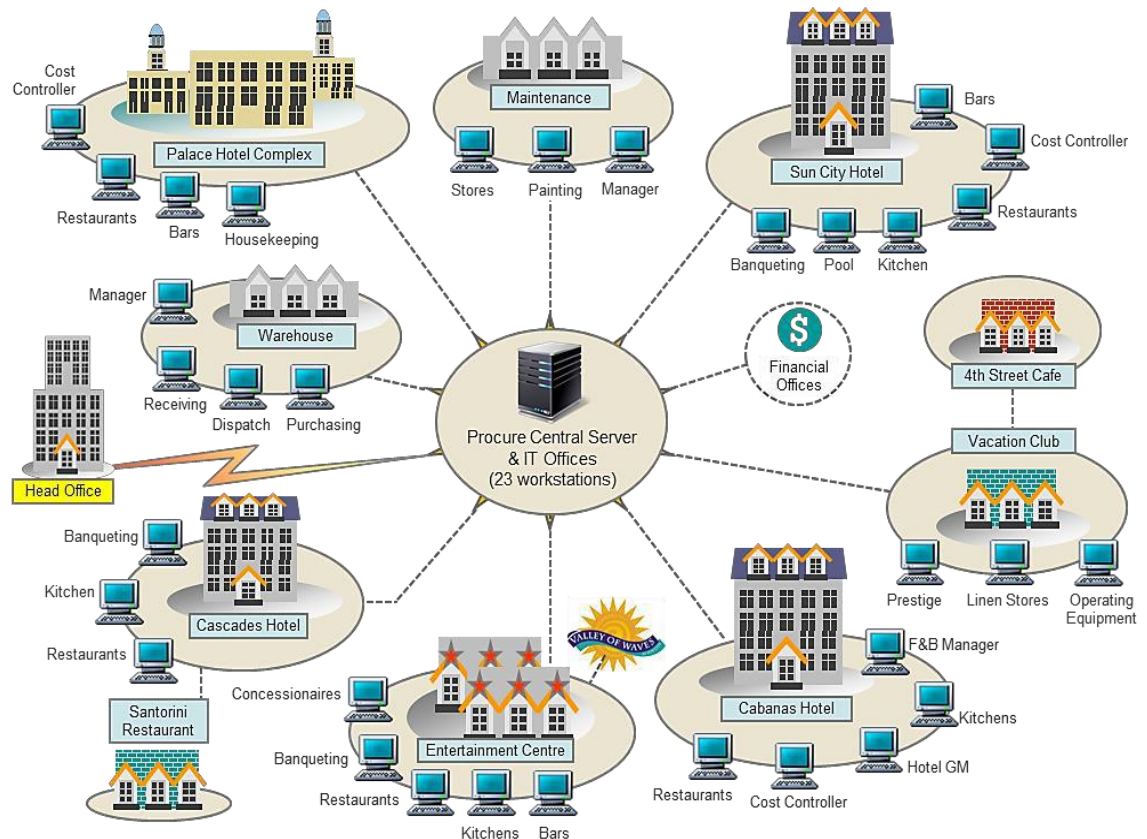 Cost
Controller
Palace Hotel Complex
Restaurants
Bars
Housekeeping
Maintenance
Stores
Painting
Manager
Sun City Hotel
Bars
Cost Controller
Restaurants
Banqueting
Pool
Kitchen
Manager
Warehouse
Receiving
Dispatch
Purchasing
$
Financial
Offices
4th Street Cafe
Vacation Club
Prestige
Linen Stores
Operating
Equipment
Procure Central Server
& IT Offices
(23 workstations)
Head Office
Banqueting
Kitchen
Restaurants
Cascades Hotel
Santorini
Restaurant
VALLEY OF WAVES
Concessionaires
Entertainment Centre
Banqueting
Restaurants
Kitchens
Bars
F&B Manager
Cabanas Hotel
Kitchens
Hotel GM
Restaurants
Cost Controller